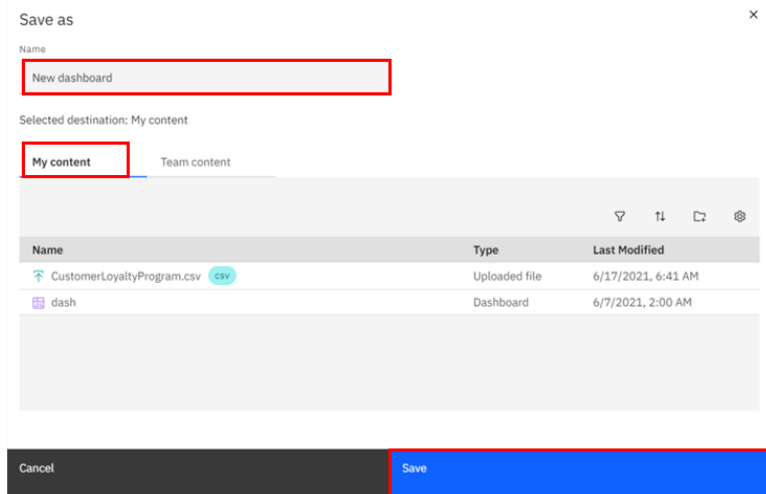 Save as
Name
New dashboard
Selected destination: My content
My content Team content
Name Type Last Modified
CustomerLoyaltyProgram.csv csv Uploaded file 6/17/2021, 6:41 AM
dash Dashboard 6/7/2021, 2:00 AM
Cancel Save